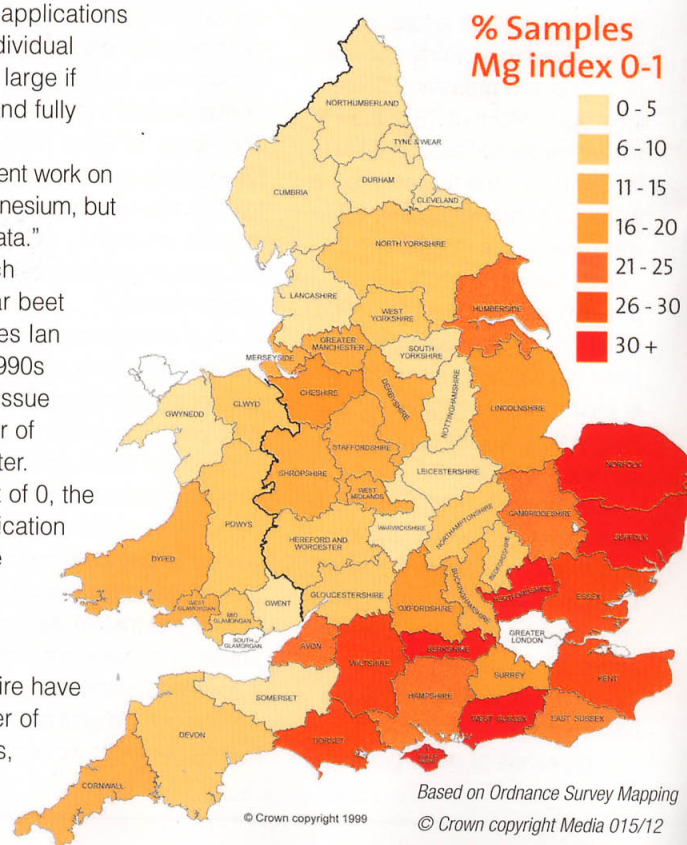 applications
dividual
large if
nd fully
ent work on
nesium, but
ata.”
ch
ar beet
es Ian
990s
ssue
r of
ter.
t of 0, the
ication
e
ire have
er of
s,
% Samples
Mg index 0-1
0 - 5
6 - 10
11 - 15
16 - 20
21 - 25
26 - 30
30 +
NORTHUMBERLAND
TYNE & WEAR
CUMBRIA
DURHAM
CLEVELAND
NORTH YORKSHIRE
LANCASHIRE
WEST
YORKSHIRE
HUMBERSIDE
GREATER
MANCHESTER
MERSEYSIDE
SOUTH
YORKSHIRE
CHESHIRE
DERBYSHIRE
NOTTINGHAMSHIRE
LINCOLNSHIRE
GWYNEDD
CLWYD
STAFFORDSHIRE
SHROPSHIRE
LEICESTERSHIRE
NORFOLK
WEST
MIDLANDS
POWYS
HEREFORD AND
WORCESTER
WARWICKSHIRE
NORTHAMPTONSHIRE
CAMBRIDGESHIRE
SUFFOLK
DYFED
BEDFORDSHIRE
BUCKINGHAMSHIRE
HERTFORDSHIRE
ESSEX
WEST
GLAMORGAN
MID
GLAMORGAN
GWENT
GLOUCESTERSHIRE
OXFORDSHIRE
SOUTH
GLAMORGAN
GREATER
LONDON
AVON
WILTSHIRE
BERKSHIRE
SURREY
KENT
SOMERSET
HAMPSHIRE
WEST SUSSEX
EAST SUSSEX
DEVON
DORSET
CORNWALL
Based on Ordnance Survey Mapping
© Crown copyright 1999
© Crown copyright Media 015/12